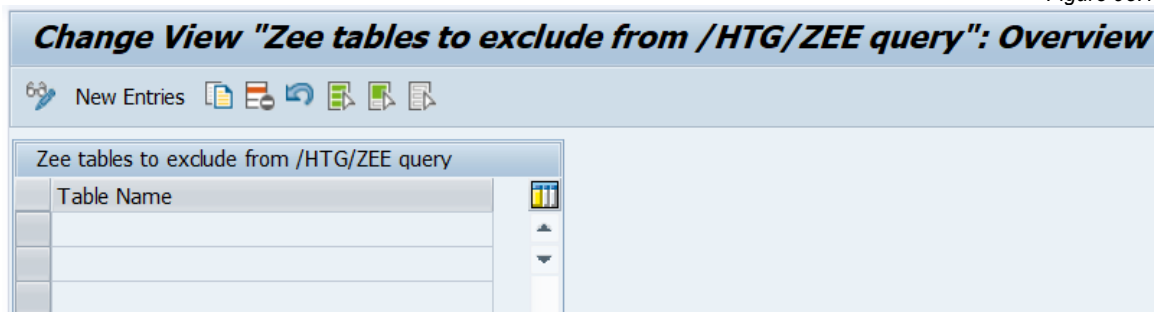 Change View "Zee tables to exclude from /HTG/ZEE query": Overview
New Entries
Zee tables to exclude from /HTG/ZEE query
Table Name